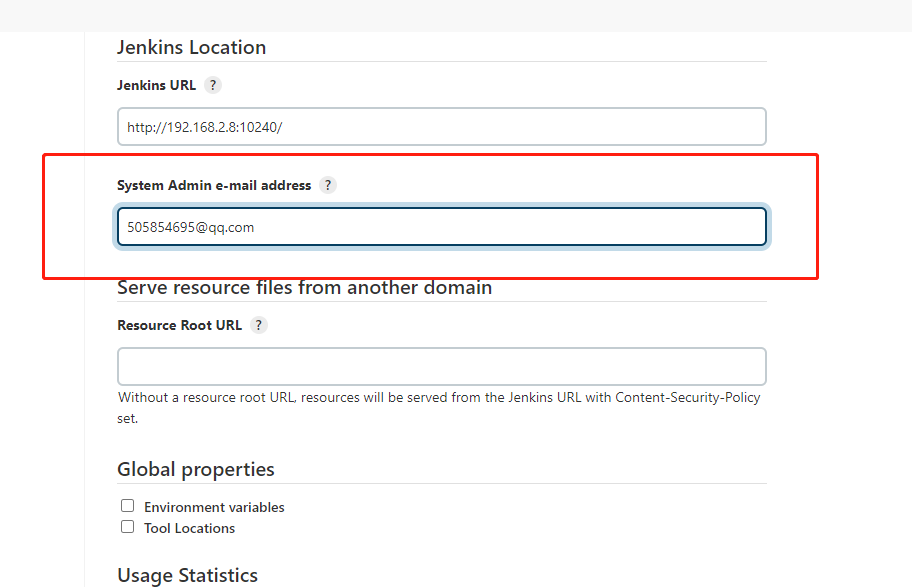 Jenkins Location
Jenkins URL ?
http://192.168.2.8:10240/
System Admin e-mail address ?
505854695@qq.com
Serve resource files from another domain
Resource Root URL ?
Without a resource root URL, resources will be served from the Jenkins URL with Content-Security-Policy
set.
Global properties
Environment variables
Tool Locations
Usage Statistics